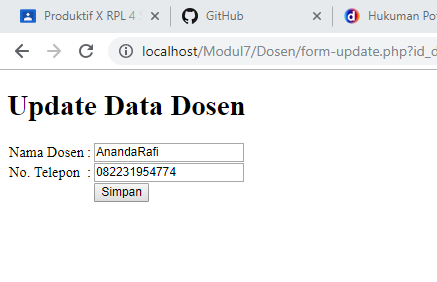 Produktif X RPL 4
GitHub
Hukuman Po
localhost/Modul7/Dosen/form-update.php?id_d
Update Data Dosen
Nama Dosen : AnandaRafi
No. Telepon : 082231954774
Simpan